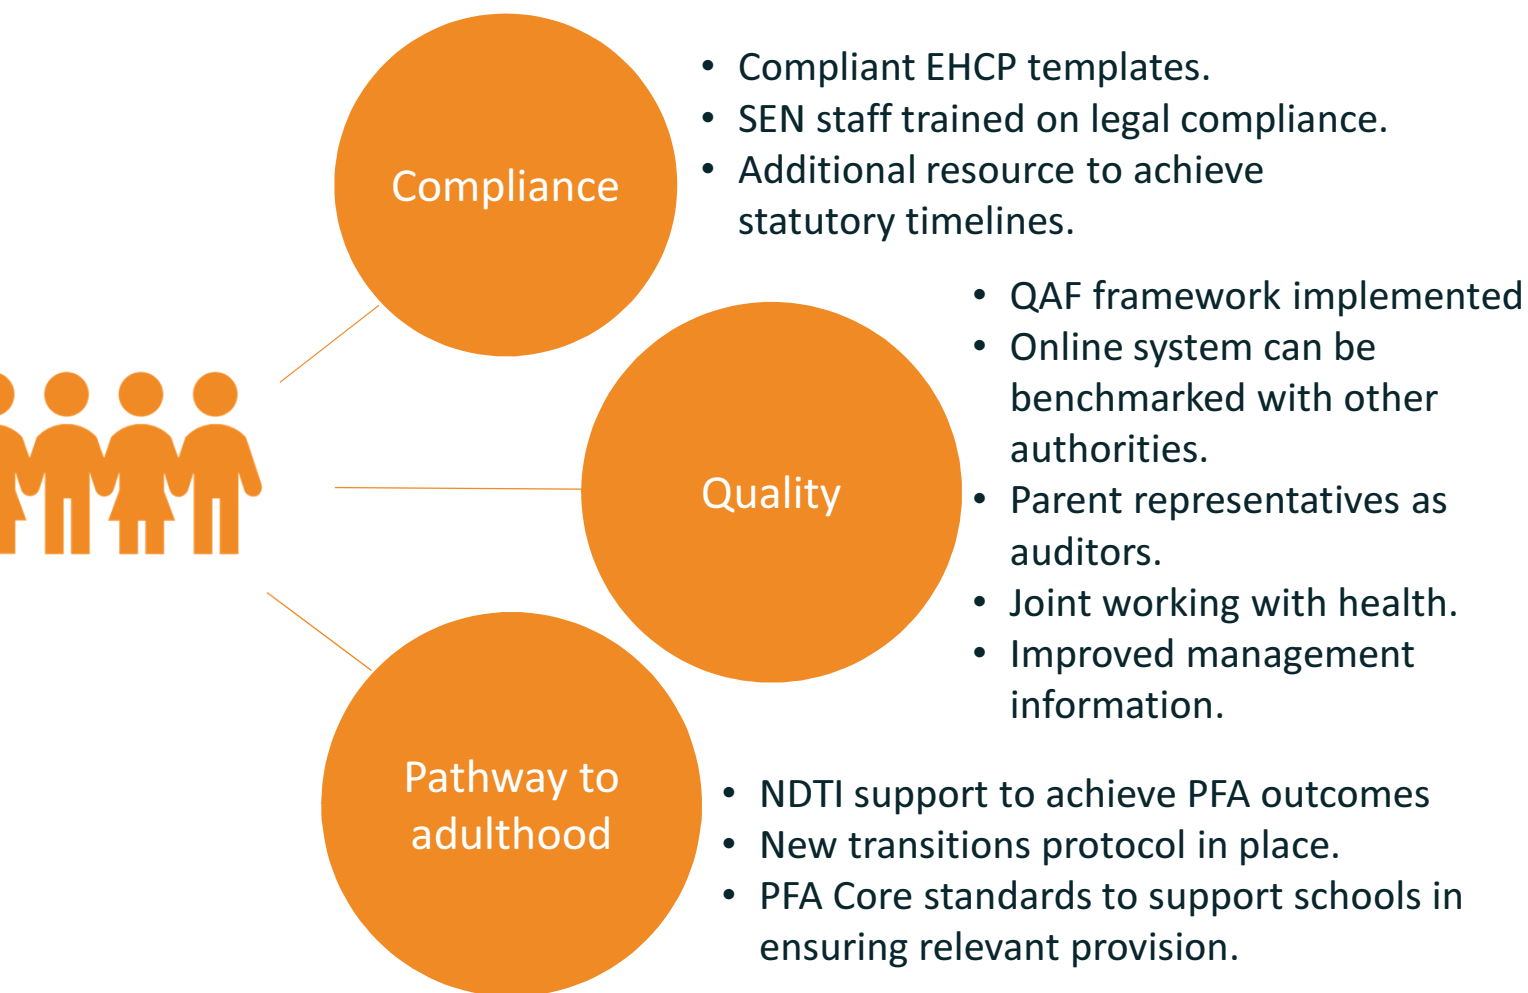 Compliance
• Compliant EHCP templates.
• SEN staff trained on legal compliance.
• Additional resource to achieve
statutory timelines.
Quality
• QAF framework implemented
• Online system can be
benchmarked with other
authorities.
• Parent representatives as
auditors.
• Joint working with health.
• Improved management
information.
Pathway to
adulthood
• NDTI support to achieve PFA outcomes
• New transitions protocol in place.
• PFA Core standards to support schools in
ensuring relevant provision.